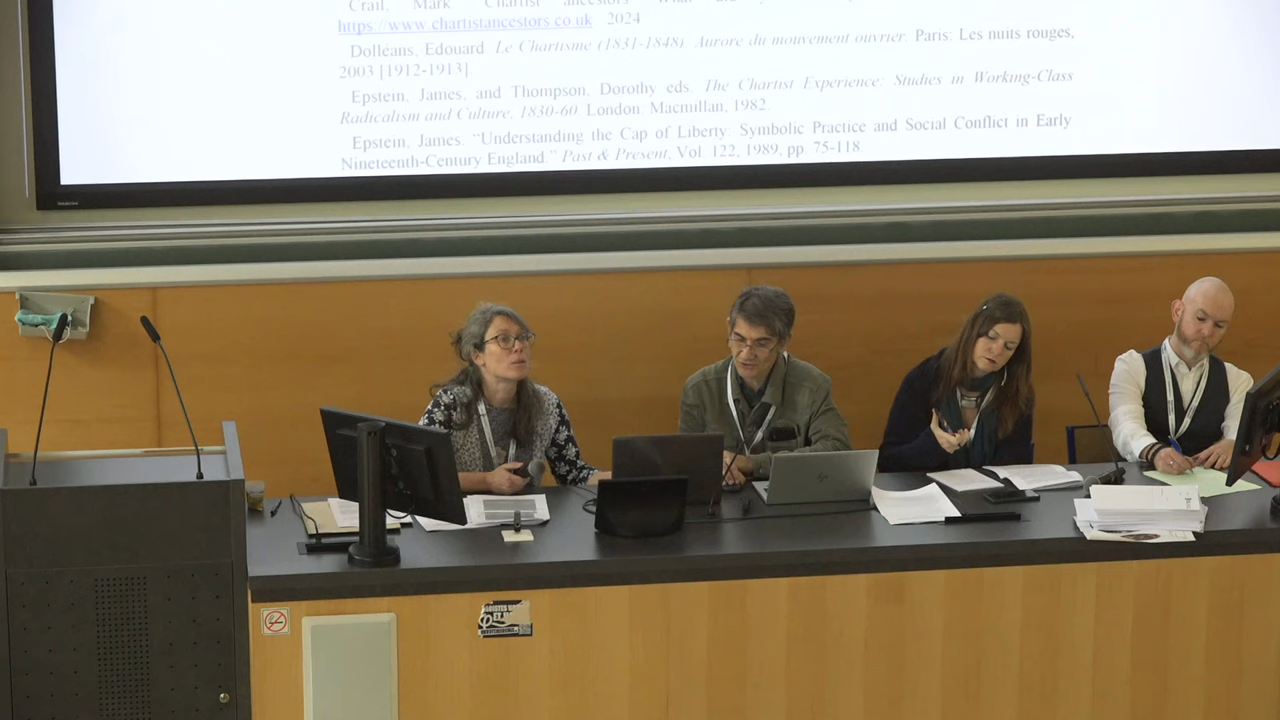 Crail, Mark "Chartist ancestors
https://www.chartistancestors.co.uk 2024
Dolléans, Edouard. Le Chartisme (1831-1848). Aurore du mouvement ouvrier. Paris: Les nuits rouges,
2003 [1912-1913].
Epstein, James, and Thompson, Dorothy eds. The Chartist Experience: Studies in Working-Class
Radicalism and Culture, 1830-60. London: Macmillan, 1982.
Epstein, James. “Understanding the Cap of Liberty: Symbolic Practice and Social Conflict in Early
Nineteenth-Century England.” Past & Present, Vol. 122, 1989, pp. 75-118.